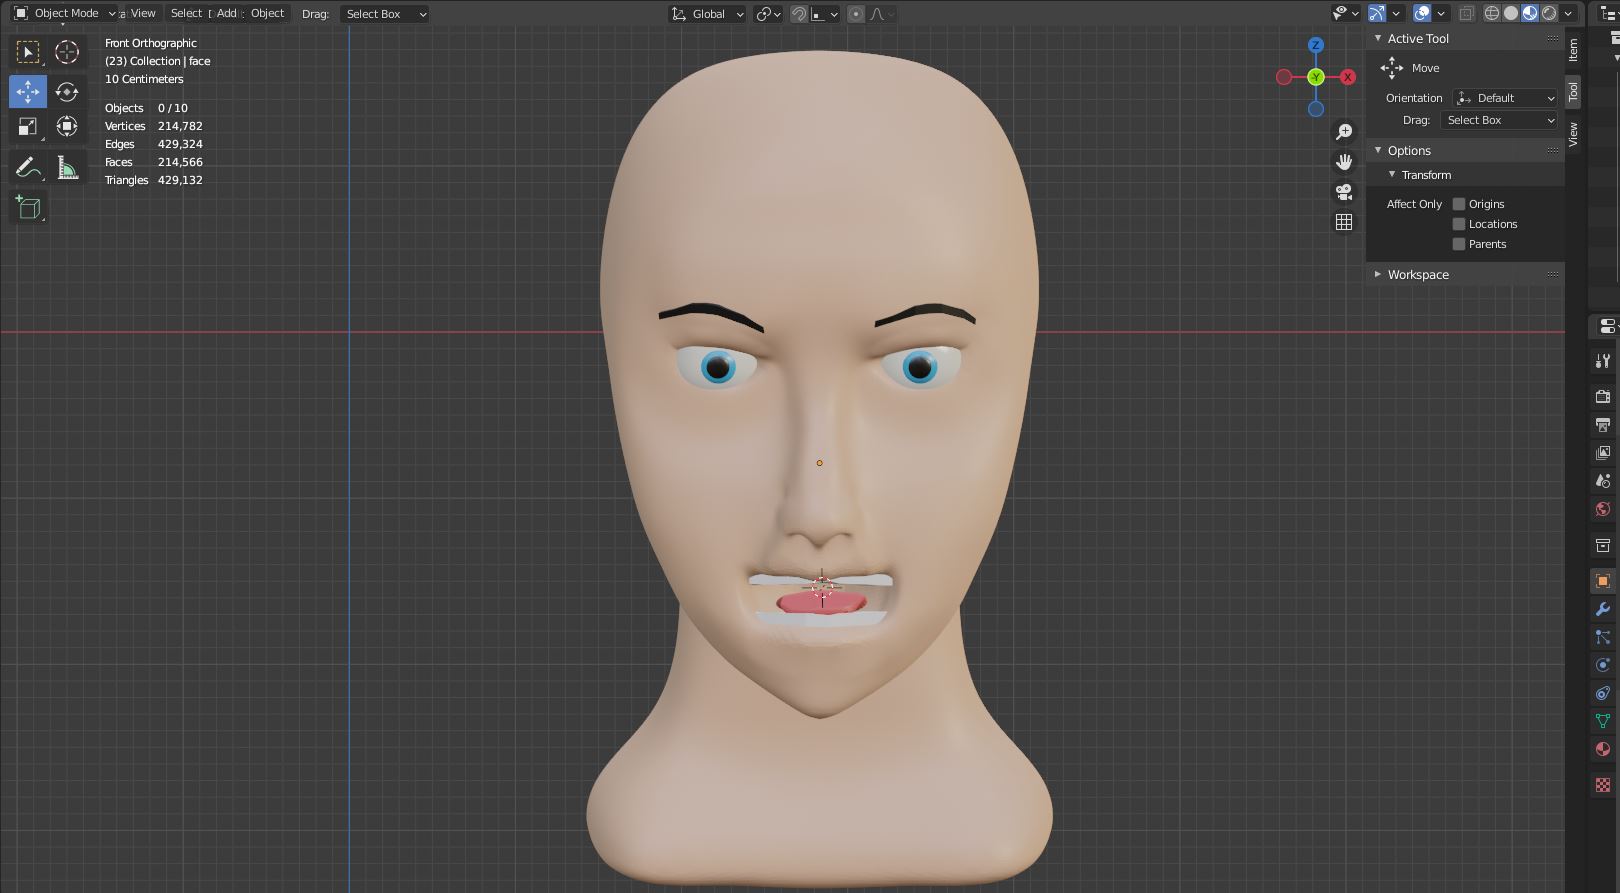 Object Mode View Select Add Object Drag: Select Box Global
Front Orthographic
(23) Collection | face
10 Centimeters
Objects 0 / 10
Vertices 214,782
Edges 429,324
Faces 214,566
Triangles 429,132
Z
-Y
X
Active Tool
Move
Orientation Default
Drag: Select Box
Options
Transform
Affect Only Origins
Locations
Parents
Workspace
Item
Tool
View